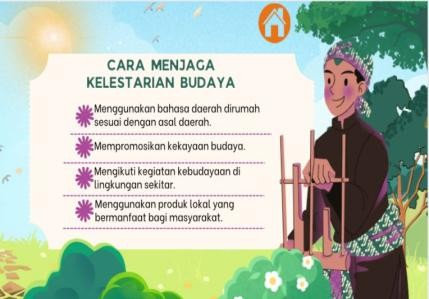 CARA MENJAGA
KELESTARIAN BUDAYA
Menggunakan bahasa daerah dirumah
sesuai dengan asal daerah.
Mempromosikan kekayaan budaya.
Mengikuti kegiatan kebudayaan di
lingkungan sekitar.
Menggunakan produk lokal yang
bermanfaat bagi masyarakat.